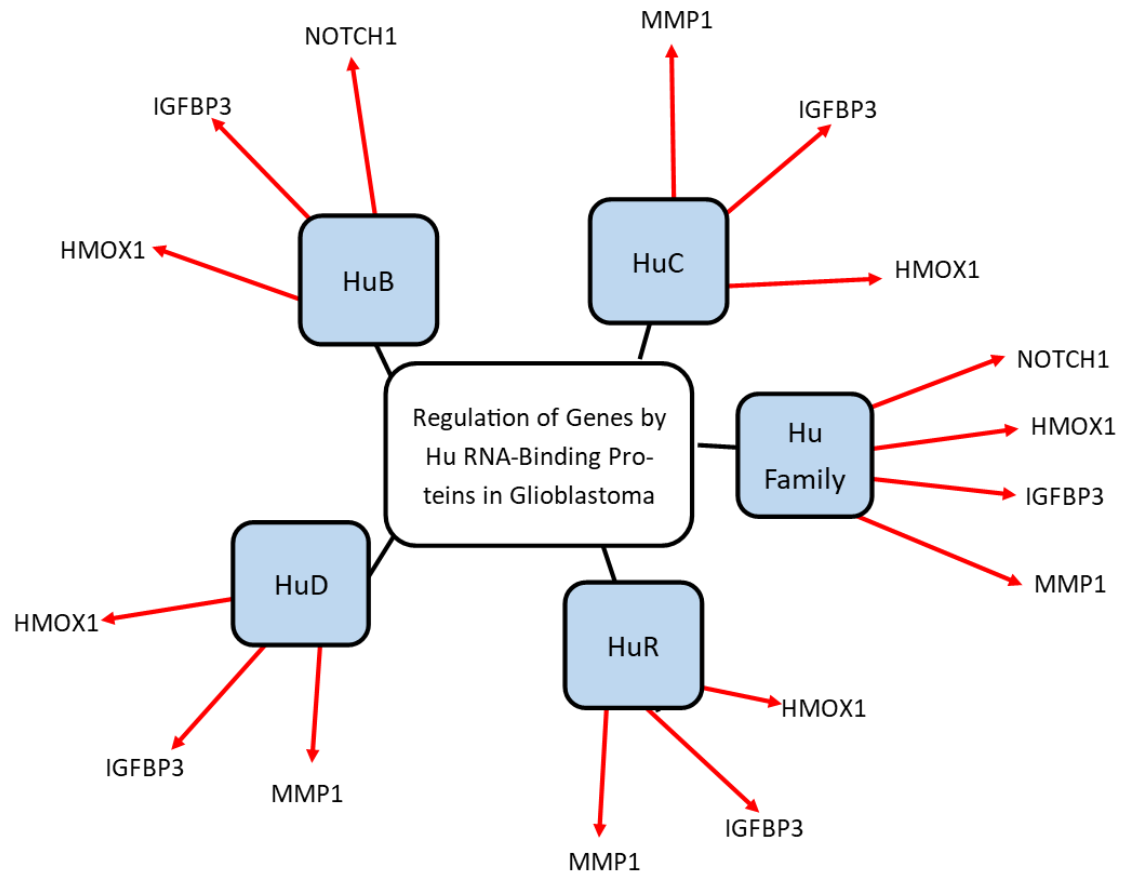 MMP1
NOTCH1
IGFBP3
IGFBP3
HMOX1
HuB
HuC
HMOX1
NOTCH1
Regulation of Genes by
Hu RNA-Binding Pro-
teins in Glioblastoma
Hu
Family
HMOX1
IGFBP3
MMP1
HuD
HMOX1
HuR
IGFBP3
MMP1
HMOX1
IGFBP3
MMP1